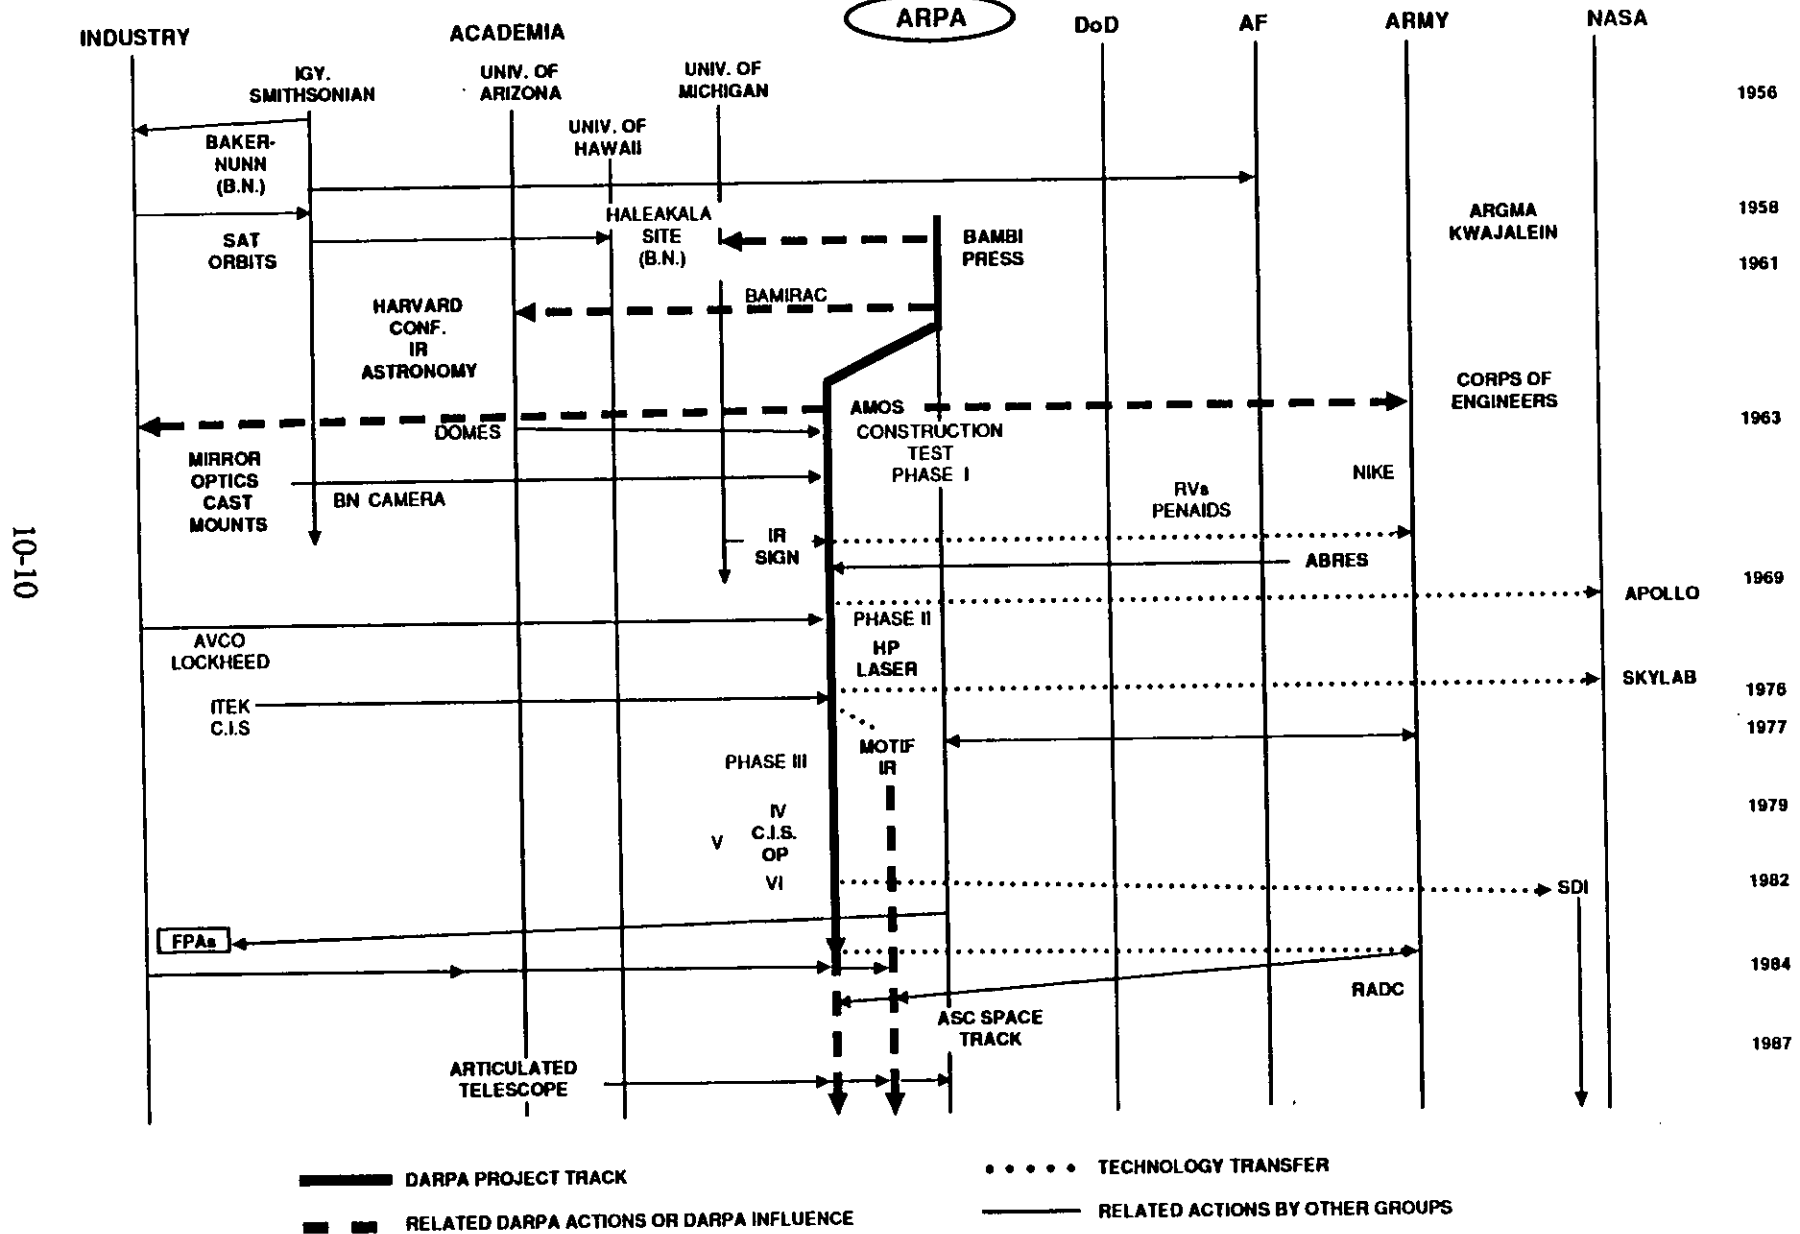 INDUSTRY
ACADEMIA
ARPA
DoD
AF
ARMY
NASA
IGY.
SMITHSONIAN
UNIV. OF
ARIZONA
UNIV. OF
MICHIGAN
1956
UNIV. OF
HAWAII
BAKER-
NUNN
(B.N.)
HALEAKALA
SITE
(B.N.)
ARGMA
KWAJALEIN
1958
SAT
ORBITS
BAMBI
PRESS
1961
BAMIRAC
HARVARD
CONF.
IR
ASTRONOMY
CORPS OF
ENGINEERS
AMOS
1963
DOMES
CONSTRUCTION
TEST
PHASE I
MIRROR
OPTICS
CAST
MOUNTS
BN CAMERA
NIKE
RVs
PENAIDS
10-10
IR
SIGN
ABRES
1969
APOLLO
AVCO
LOCKHEED
PHASE II
HP
LASER
SKYLAB
1976
ITEK
C.I.S
1977
MOTIF
IR
PHASE III
1979
IV
C.I.S.
OP
V
VI
SDI
1982
FPAs
1984
RADC
ASC SPACE
TRACK
1987
ARTICULATED
TELESCOPE
DARPA PROJECT TRACK
TECHNOLOGY TRANSFER
RELATED DARPA ACTIONS OR DARPA INFLUENCE
RELATED ACTIONS BY OTHER GROUPS